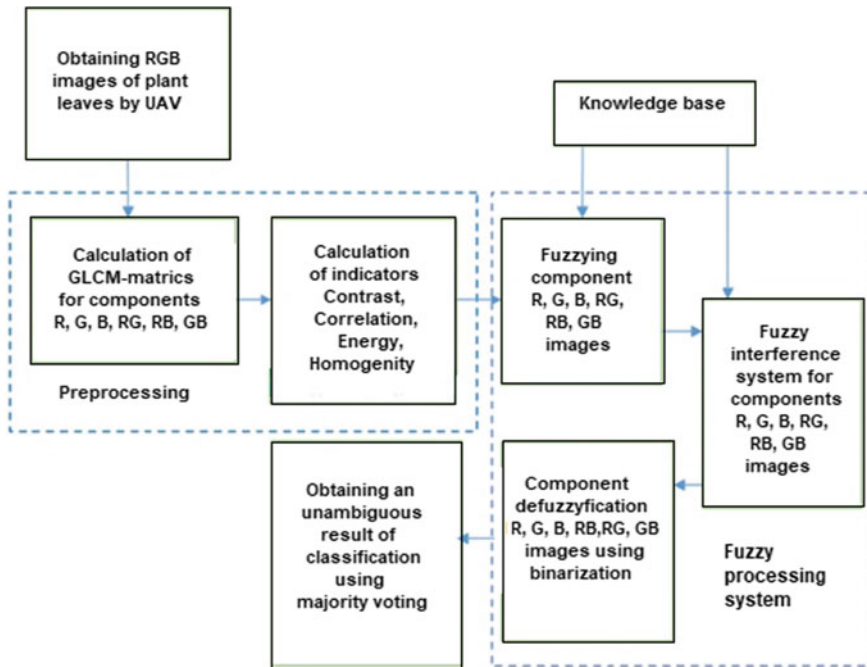 Obtaining RGB
images of plant
leaves by UAV
Knowledge base
Calculation of
GLCM-matrics
for components
R, G, B, RG, RB, GB
Calculation
of indicators
Contrast,
Correlation,
Energy,
Homogenity
Preprocessing
Fuzzying
component
R, G, B, RG,
RB, GB
images
Fuzzy
interference
system for
components
R, G, B, RG,
RB, GB
images
Component
defuzzyfication
R, G, B, RB,RG, GB
images using
binarization
Fuzzy
processing
system
Obtaining an
unambiguous
result of
classification
using
majority voting